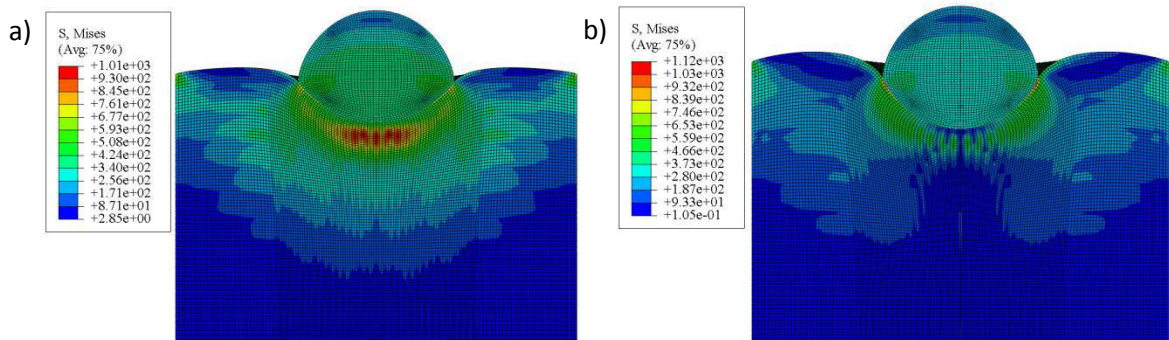 a)
S, Mises
(Avg: 75%)
+1.01e+03
+9.30e+02
+8.45e+02
+7.61e+02
+6.77e+02
+5.93e+02
+5.08e+02
+4.24e+02
+3.40e+02
+2.56e+02
+1.71e+02
+8.71e+01
+2.85e+00
b)
S, Mises
(Avg: 75%)
+1.12e+03
+1.03e+03
+9.32e+02
+8.39e+02
+7.46e+02
+6.53e+02
+5.59e+02
+4.66e+02
+3.73e+02
+2.80e+02
+1.87e+02
+9.33e+01
+1.05e-01